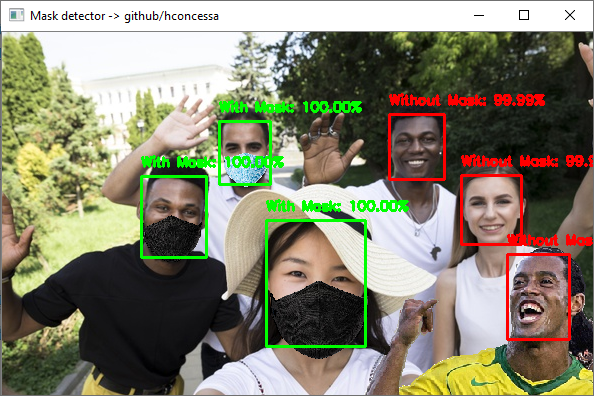 Mask detector -> github/hconcessa
With Mask: 100.00%
Without Mask: 99.99%
With Mask: 100.00%
Without Mask: 99.9
With Mask: 100.00%
Without Mas